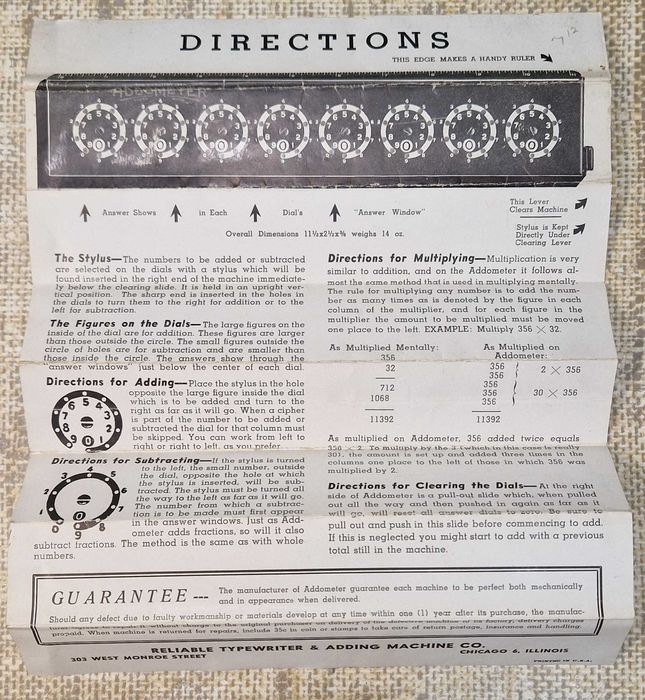 DIRECTIONS
THIS EDGE MAKES A HANDY RULER
ADDOMETER
Answer Shows in Each Dial's "Answer Window"
This Lever
Clears Machine
Overall Dimensions 11½x2½x⅜ weighs 14 oz.
Stylus is Kept
Directly Under
Clearing Lever
The Stylus—The numbers to be added or subtracted
are selected on the dials with a stylus which will be
found inserted in the right end of the machine immediate-
ly below the clearing slide. It is held in an upright ver-
tical position. The sharp end is inserted in the holes in
the dials to turn them to the right for addition or to the
left for subtraction.
The Figures on the Dials—The large figures on the
inside of the dial are for addition. These figures are larger
than those outside the circle. The small figures outside the
circle of holes are for subtraction and are smaller than
those inside the circle. The answers show through the
"answer windows" just below the center of each dial.
Directions for Adding—Place the stylus in the hole
opposite the large figure inside the dial
which is to be added and turn to the
right as far as it will go. When a cipher
is part of the number to be added or
subtracted the dial for that column must
be skipped. You can work from left to
right or right to left, as you prefer.
Directions for Subtracting—If the stylus is turned
to the left, the small number, outside
the dial, opposite the hole at which
the stylus is inserted, will be sub-
tracted. The stylus must be turned all
the way to the left as far as it will go.
The number from which a subtrac-
tion is to be made must first appear
in the answer windows. Just as Add-
ometer adds fractions, so will it also
subtract fractions. The method is the same as with whole
numbers.
Directions for Multiplying—Multiplication is very
similar to addition, and on the Addometer it follows al-
most the same method that is used in multiplying mentally.
The rule for multiplying any number is to add the num-
ber as many times as is denoted by the figure in each
column of the multiplier, and for each figure in the
multiplier the amount to be multiplied must be moved
one place to the left. EXAMPLE: Multiply 356 × 32.
As Multiplied Mentally:
356
32
712
1068
11392
As Multiplied on
Addometer:
356
356
2 × 356
356
356
356
30 × 356
11392
As multiplied on Addometer, 356 added twice equals
356 × 2. To multiply by the 3 (which in this case is really
30), the amount is set up and added three times in the
columns one place to the left of those in which 356 was
multiplied by 2.
Directions for Clearing the Dials—At the right
side of Addometer is a pull-out slide which, when pulled
out all the way and then pushed in again as far as it
will go, will reset all answer dials to zero. Be sure to
pull out and push in this slide before commencing to add.
If this is neglected you might start to add with a previous
total still in the machine.
GUARANTEE --- The manufacturer of Addometer guarantee each machine to be perfect both mechanically
and in appearance when delivered.
Should any defect due to faulty workmanship or materials develop at any time within one (1) year after its purchase, the manufac-
turer agrees to repair it without charge to the original purchaser on delivery of the defective machine to its factory, delivery charges
prepaid. When machine is returned for repairs, include 35c in coin or stamps to take care of return postage, insurance and handling.
RELIABLE TYPEWRITER & ADDING MACHINE CO.
303 WEST MONROE STREET CHICAGO 6, ILLINOIS
PRINTED IN U.S.A.